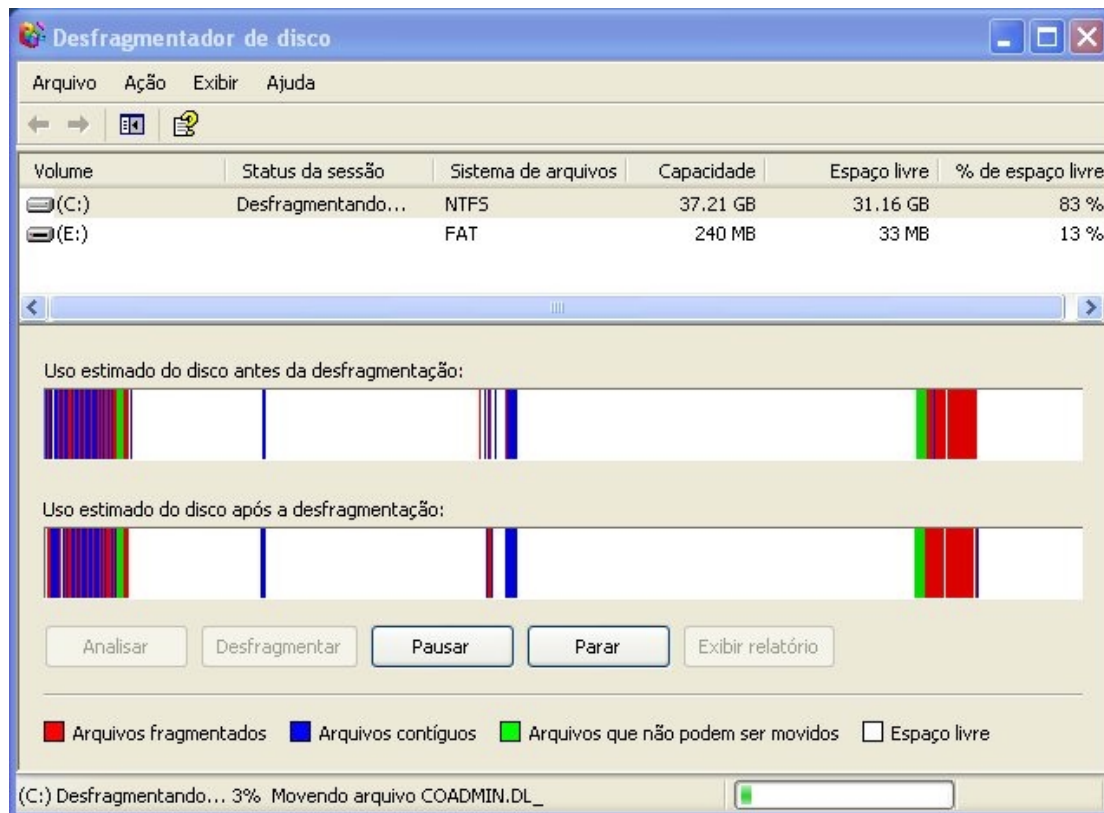 Desfragmentador de disco
Arquivo Ação Exibir Ajuda
Volume Status da sessão Sistema de arquivos Capacidade Espaço livre % de espaço livre
(C:) Desfragmentando... NTFS 37.21 GB 31.16 GB 83 %
(E:) FAT 240 MB 33 MB 13 %
Uso estimado do disco antes da desfragmentação:
Uso estimado do disco após a desfragmentação:
Analisar Desfragmentar Pausar Parar Exibir relatório
Arquivos fragmentados Arquivos contíguos Arquivos que não podem ser movidos Espaço livre
(C:) Desfragmentando... 3% Movendo arquivo COADMIN.DL_